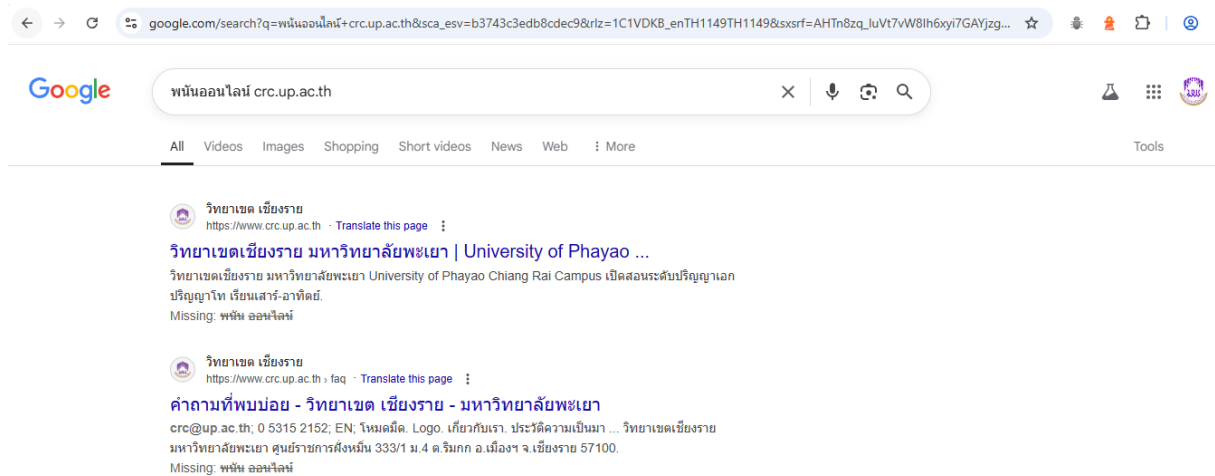 google.com/search?q=พนันออนไลน์+crc.up.ac.th&sca_esv=b3743c3edb8cdec9&rlz=1C1VDKB_enTH1149TH1149&sxsrf=AHTn8zq_luVt7vW8Ih6xyi7GAYjzg...
Google
พนันออนไลน์ crc.up.ac.th
All Videos Images Shopping Short videos News Web More Tools
วิทยาเขต เชียงราย
https://www.crc.up.ac.th · Translate this page
วิทยาเขตเชียงราย มหาวิทยาลัยพะเยา | University of Phayao ...
วิทยาเขตเชียงราย มหาวิทยาลัยพะเยา University of Phayao Chiang Rai Campus เปิดสอนระดับปริญญาเอก
ปริญญาโท เรียนเสาร์-อาทิตย์.
Missing: พนัน ออนไลน์
วิทยาเขต เชียงราย
https://www.crc.up.ac.th › faq · Translate this page
คำถามที่พบบ่อย - วิทยาเขต เชียงราย - มหาวิทยาลัยพะเยา
crc@up.ac.th; 0 5315 2152; EN; โหมดมืด. Logo. เกี่ยวกับเรา. ประวัติความเป็นมา ... วิทยาเขตเชียงราย
มหาวิทยาลัยพะเยา ศูนย์ราชการฝั่งหมิ่น 333/1 ม.4 ต.ริมกก อ.เมืองฯ จ.เชียงราย 57100.
Missing: พนัน ออนไลน์